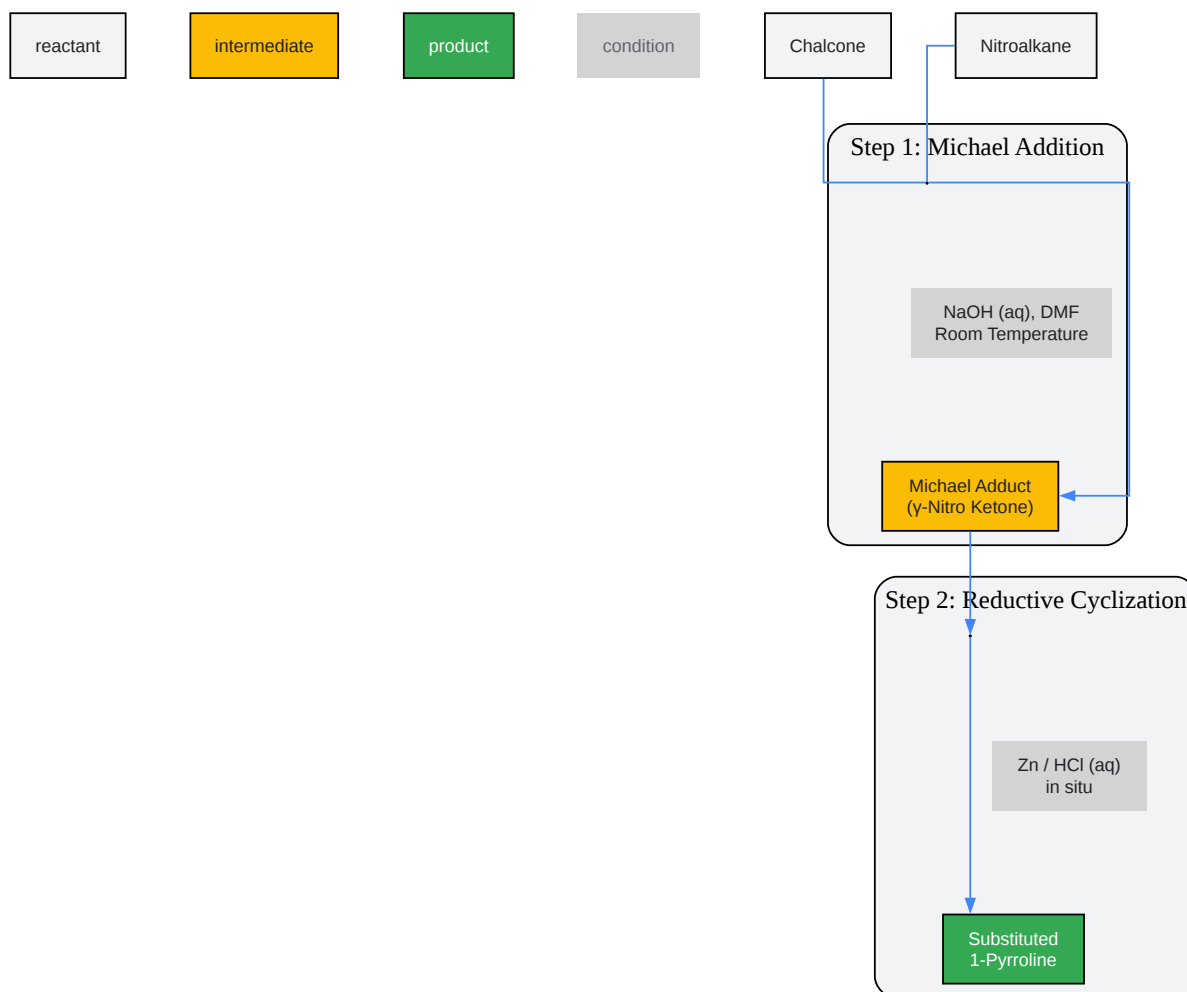 reactant
intermediate
product
condition
Chalcone
Nitroalkane
Step 1: Michael Addition
NaOH (aq), DMF
Room Temperature
Michael Adduct
(γ-Nitro Ketone)
Step 2: Reductive Cyclization
Zn / HCl (aq)
in situ
Substituted
1-Pyrroline